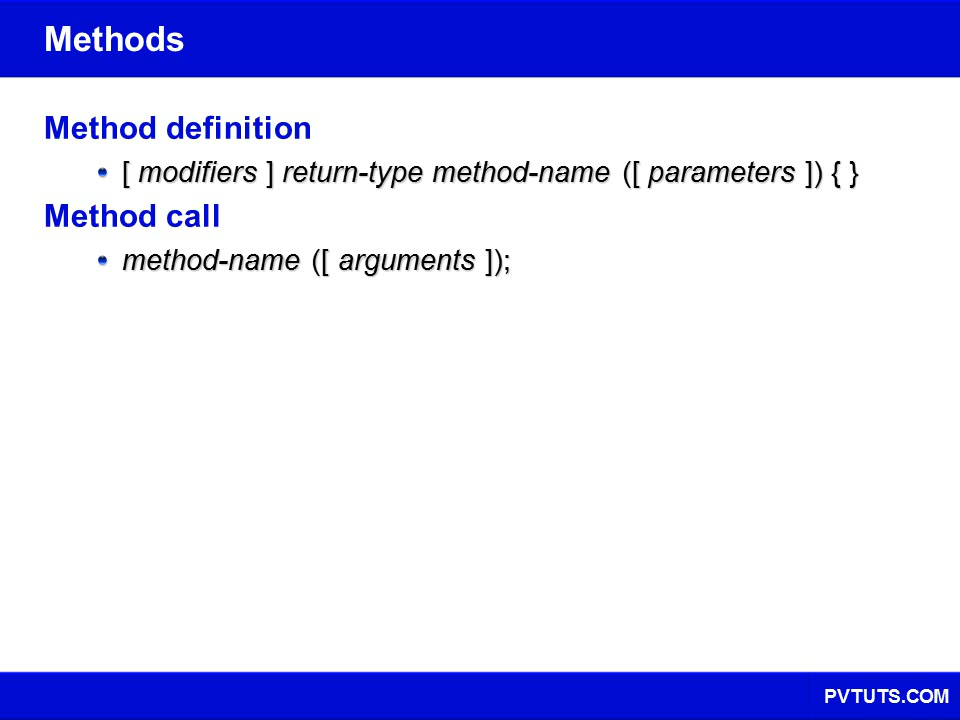 Methods
Method definition
• [ modifiers ] return-type method-name ([ parameters ]) { }
Method call
• method-name ([ arguments ]);
PVTUTS.COM